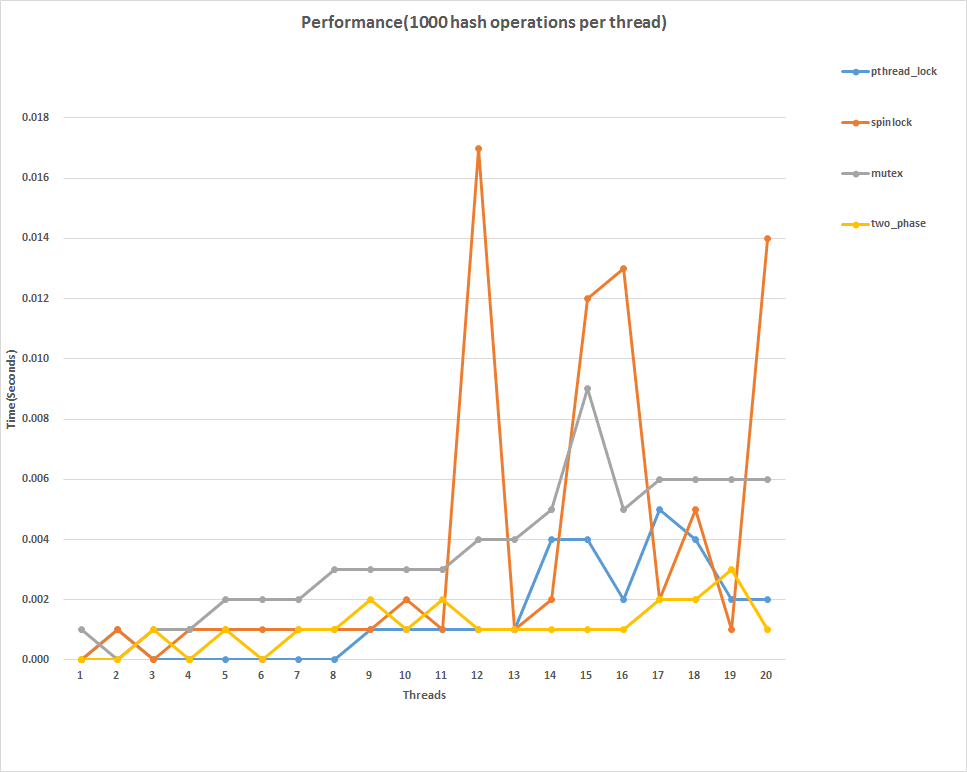 Performance(1000 hash operations per thread)
pthread_lock
spinlock
mutex
two_phase
0.018
0.016
0.014
0.012
0.010
0.008
0.006
0.004
0.002
0.000
Time(Seconds)
1 2 3 4 5 6 7 8 9 10 11 12 13 14 15 16 17 18 19 20
Threads